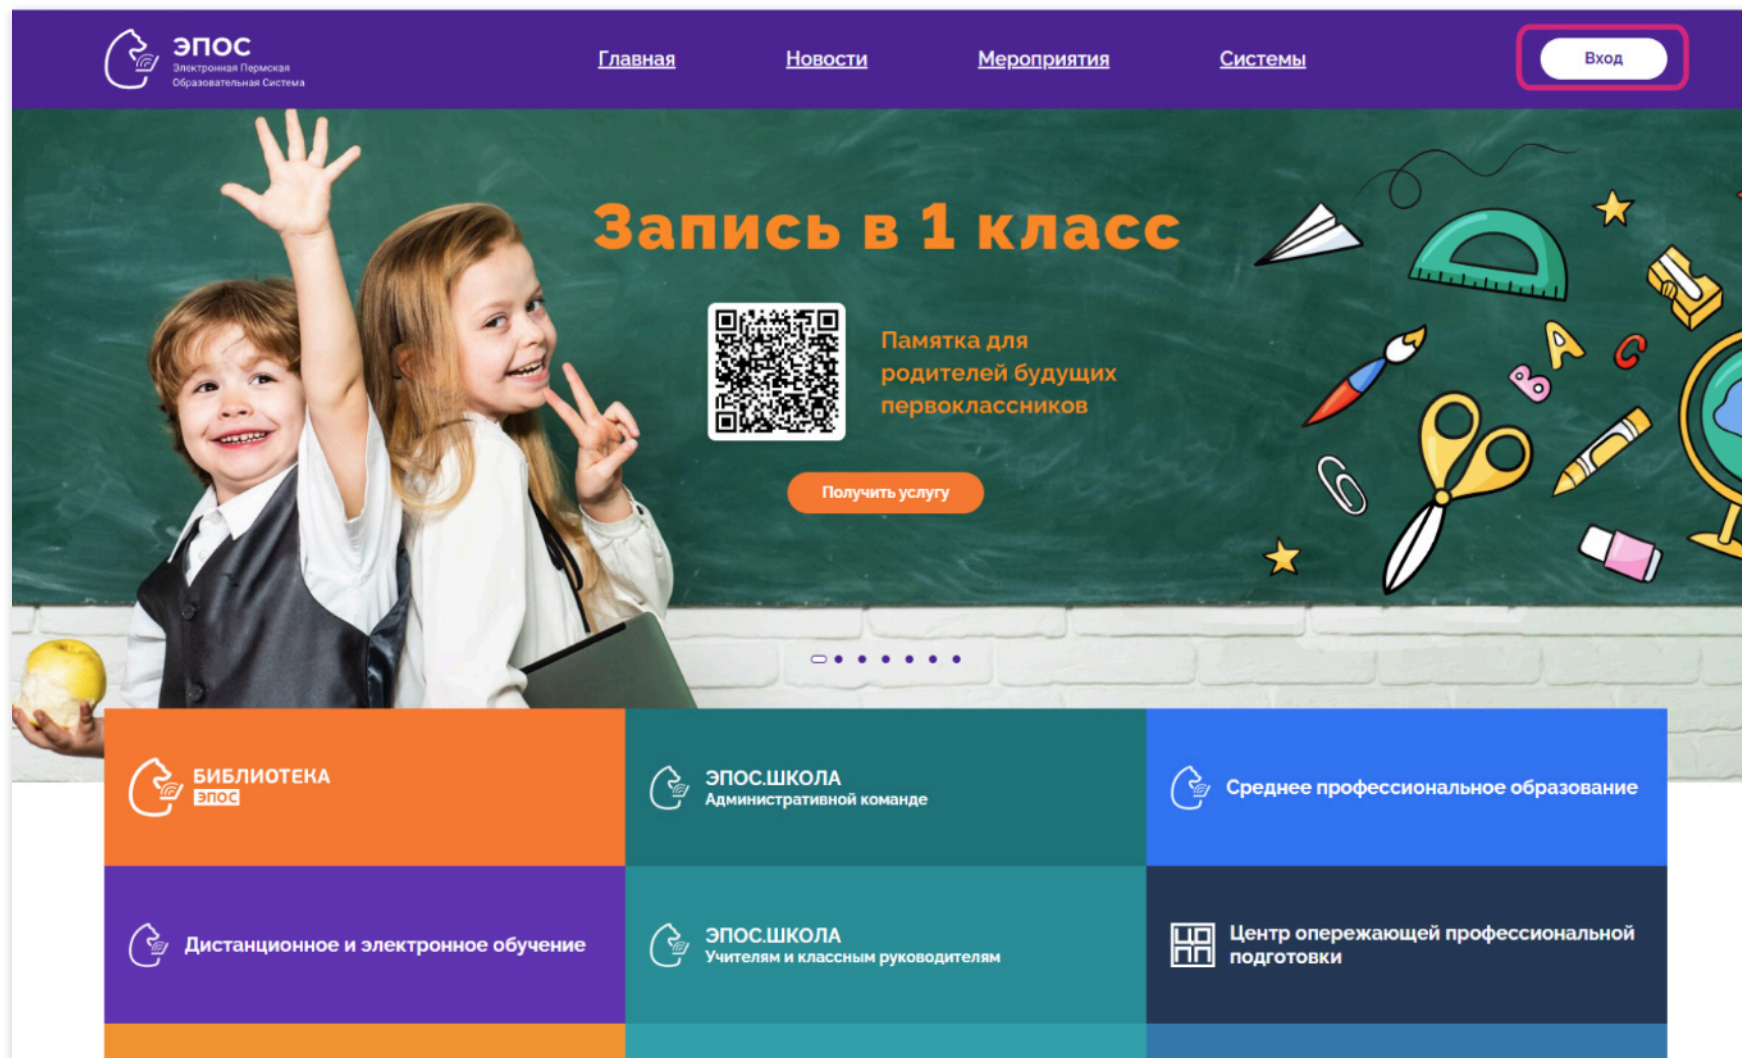 ЭПОС
Электронная Пермская
Образовательная Система
Главная
Новости
Мероприятия
Системы
Вход
Запись в 1 класс
Памятка для
родителей будущих
первоклассников
Получить услугу
B
A
C
БИБЛИОТЕКА
ЭПОС
ЭПОС.ШКОЛА
Административной команде
Среднее профессиональное образование
Дистанционное и электронное обучение
ЭПОС.ШКОЛА
Учителям и классным руководителям
ЦО
ПП
Центр опережающей профессиональной
подготовки